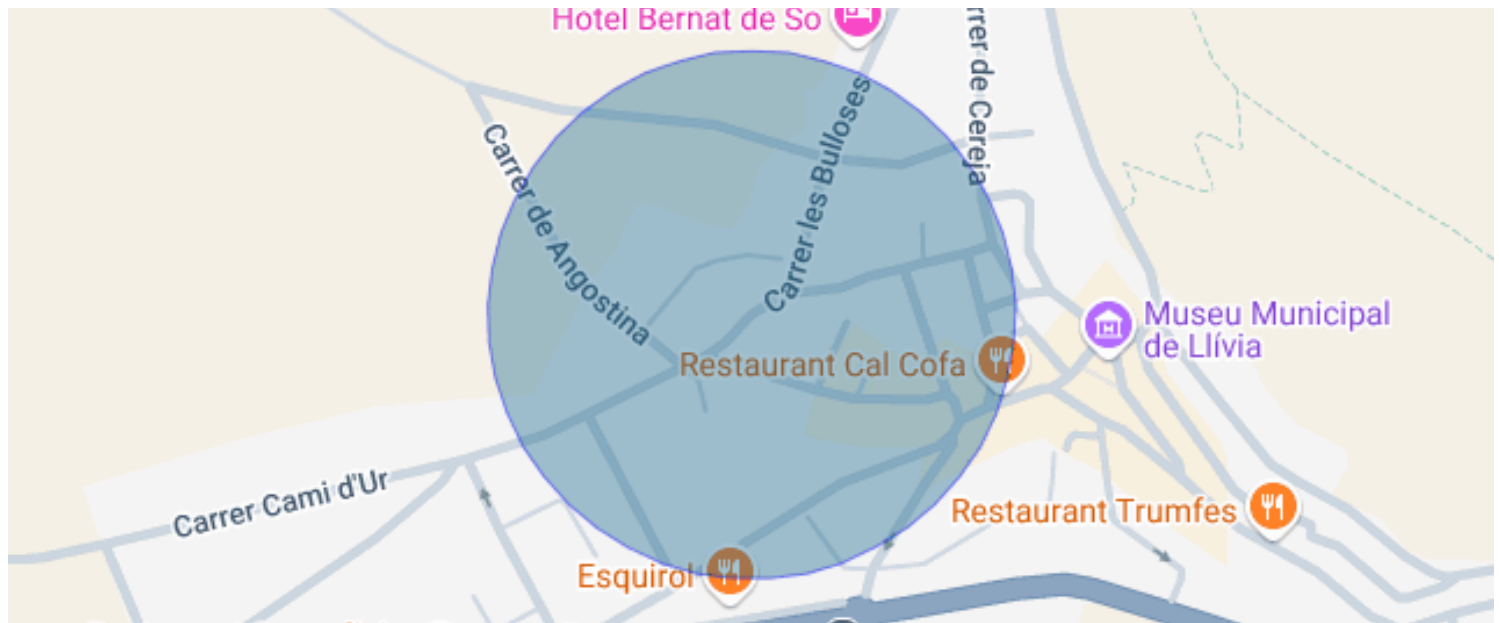 Hotel Bernat de So
rrer de Cereja
Carrer les Bulloses
Carrer de Angostina
Museu Municipal
de Llívia
Restaurant Cal Cofa
Carrer Cami d'Ur
Restaurant Trumfes
Esquirol